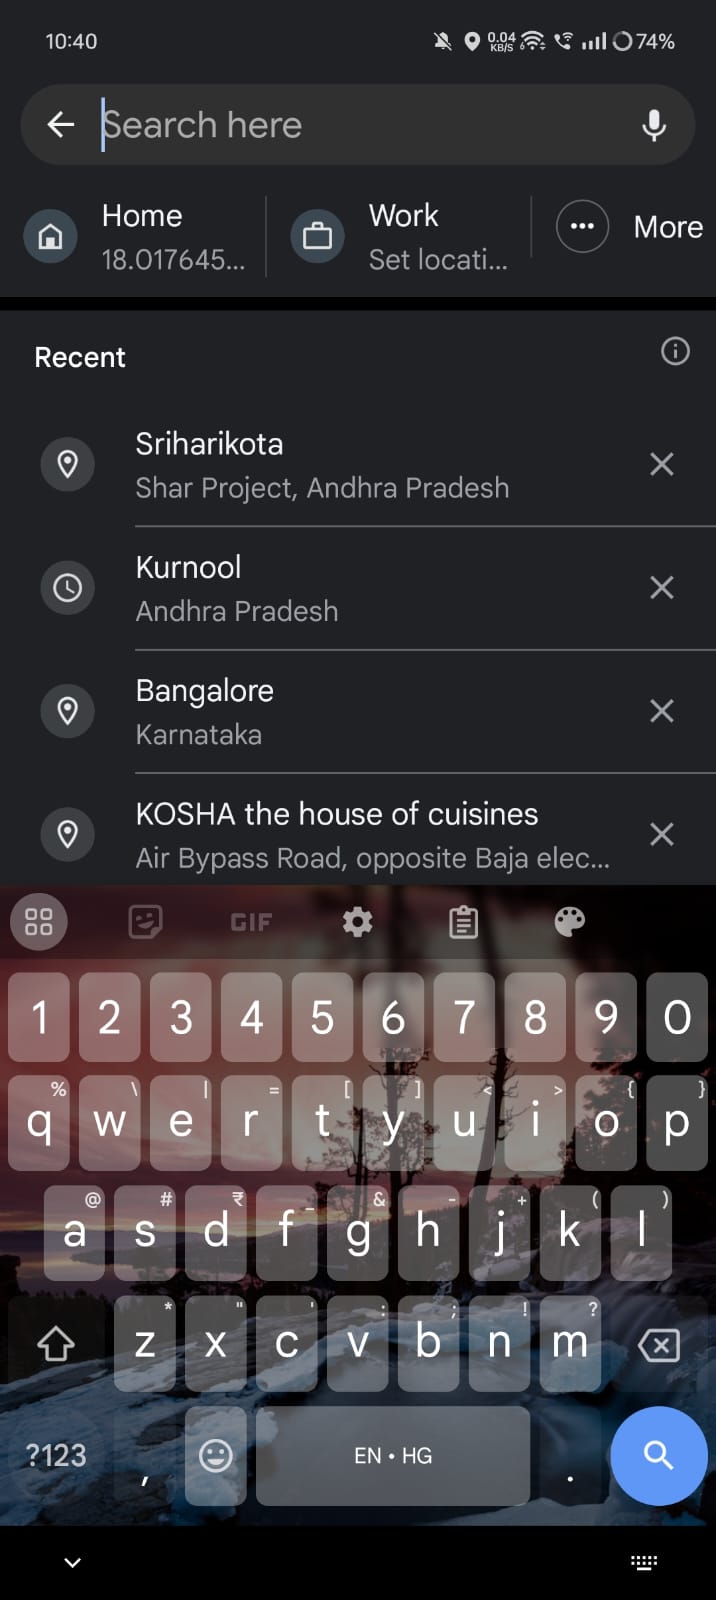 10:40
0.04
KB/S
6
74%
Search here
Home
18.017645...
Work
Set locati...
More
Recent
Sriharikota
Shar Project, Andhra Pradesh
Kurnool
Andhra Pradesh
Bangalore
Karnataka
KOSHA the house of cuisines
Air Bypass Road, opposite Baja elec...
GIF
1 2 3 4 5 6 7 8 9 0
% \ | = [ ] < > { }
q w e r t y u i o p
@ # ₹ _ & - + ( )
a s d f g h j k l
* " ' : ; ! ?
z x c v b n m
?123 , EN • HG .